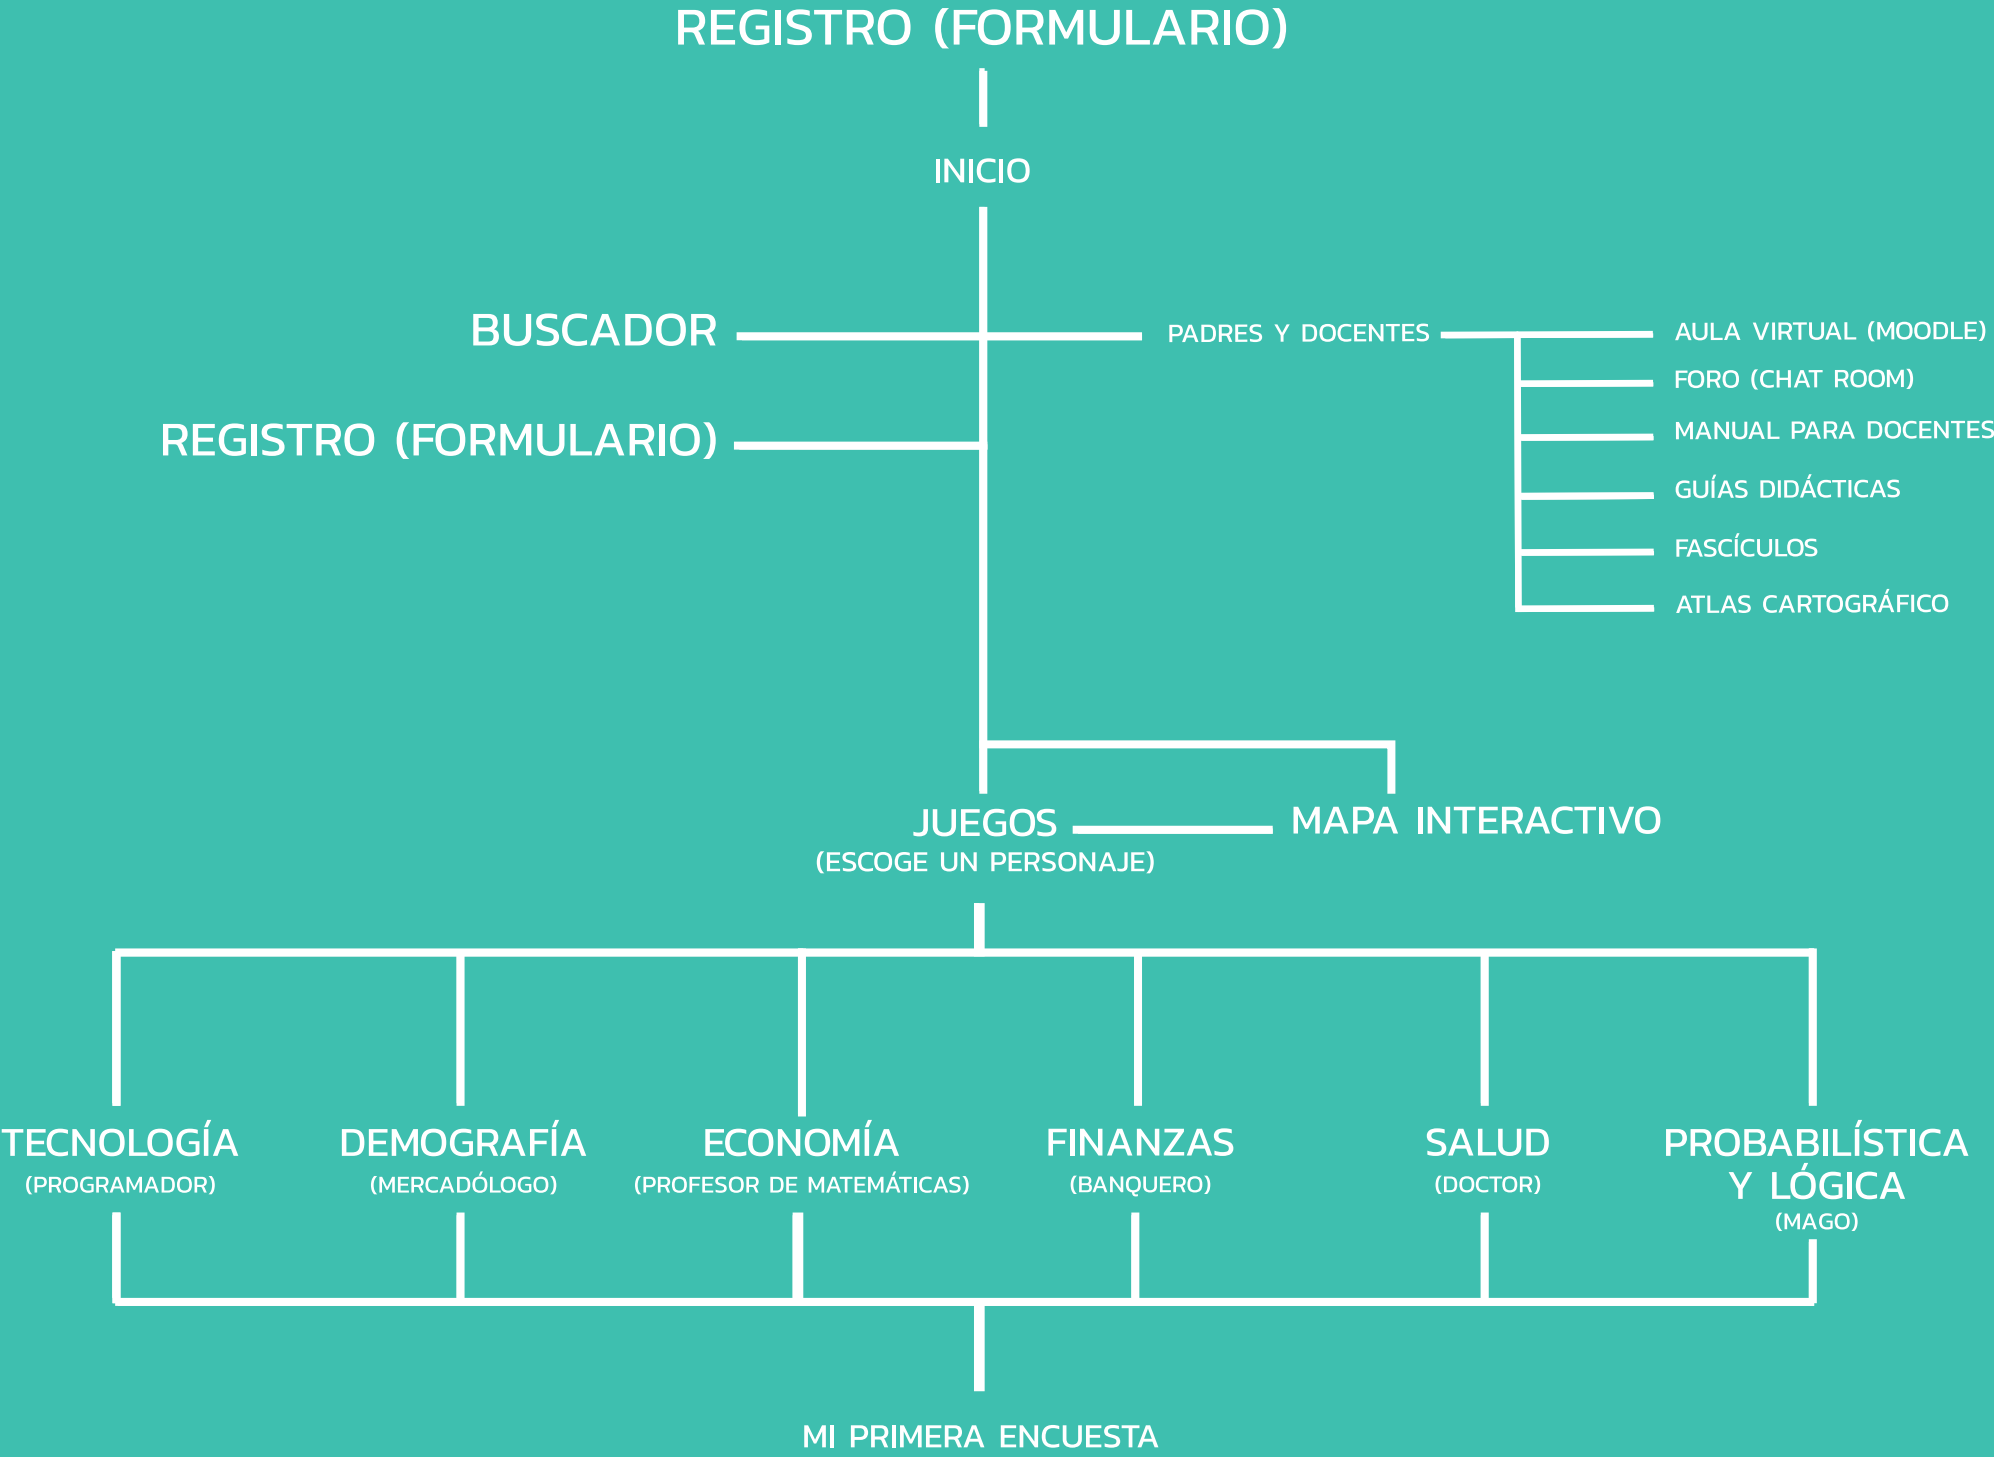 REGISTRO (FORMULARIO)
INICIO
BUSCADOR
PADRES Y DOCENTES
AULA VIRTUAL (MOODLE)
FORO (CHAT ROOM)
REGISTRO (FORMULARIO)
MANUAL PARA DOCENTES
GUÍAS DIDÁCTICAS
FASCÍCULOS
ATLAS CARTOGRÁFICO
JUEGOS
(ESCOGE UN PERSONAJE)
MAPA INTERACTIVO
TECNOLOGÍA
(PROGRAMADOR)
DEMOGRAFÍA
(MERCADÓLOGO)
ECONOMÍA
(PROFESOR DE MATEMÁTICAS)
FINANZAS
(BANQUERO)
SALUD
(DOCTOR)
PROBABILÍSTICA
Y LÓGICA
(MAGO)
MI PRIMERA ENCUESTA